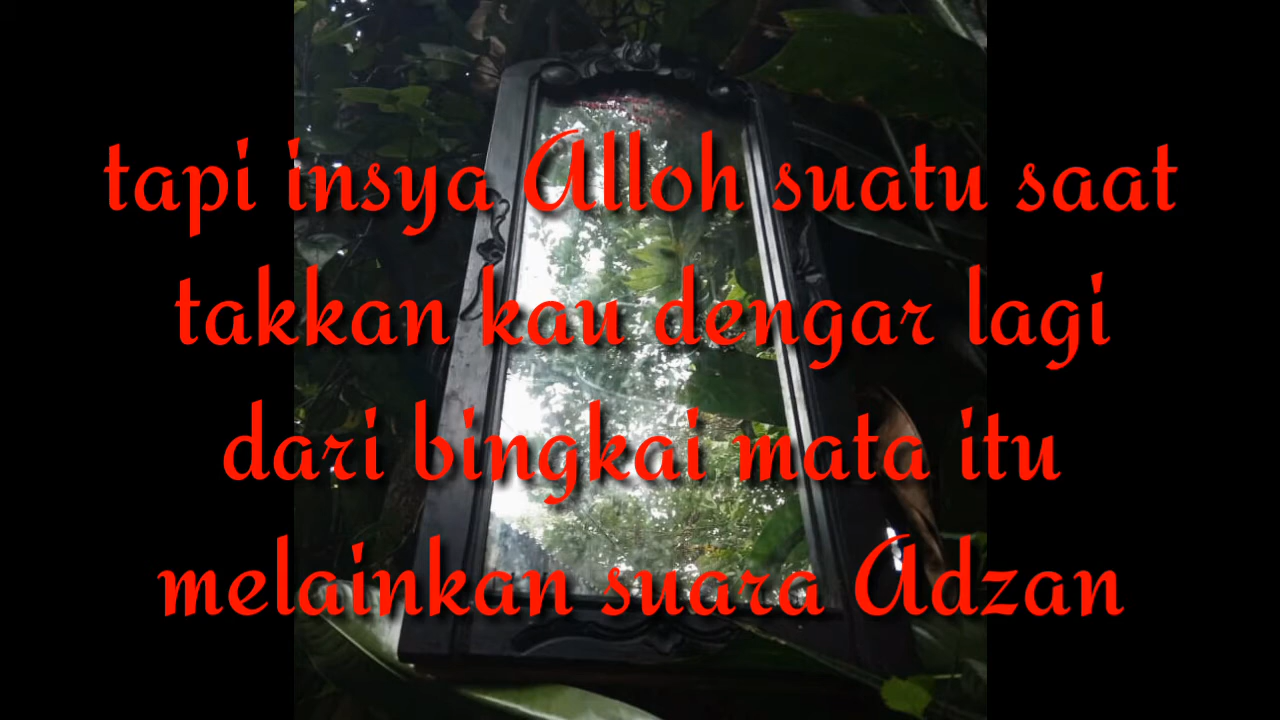 tapi insya Alloh suatu saat
takkan kau dengar lagi
dari bingkai mata itu
melainkan suara Adzan